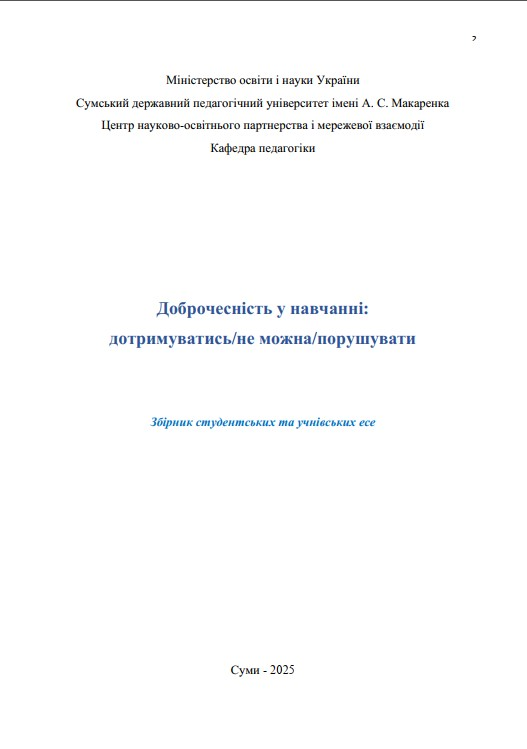 2
Міністерство освіти і науки України
Сумський державний педагогічний університет імені А. С. Макаренка
Центр науково-освітнього партнерства і мережевої взаємодії
Кафедра педагогіки
Доброчесність у навчанні:
дотримуватись/не можна/порушувати
Збірник студентських та учнівських есе
Суми - 2025